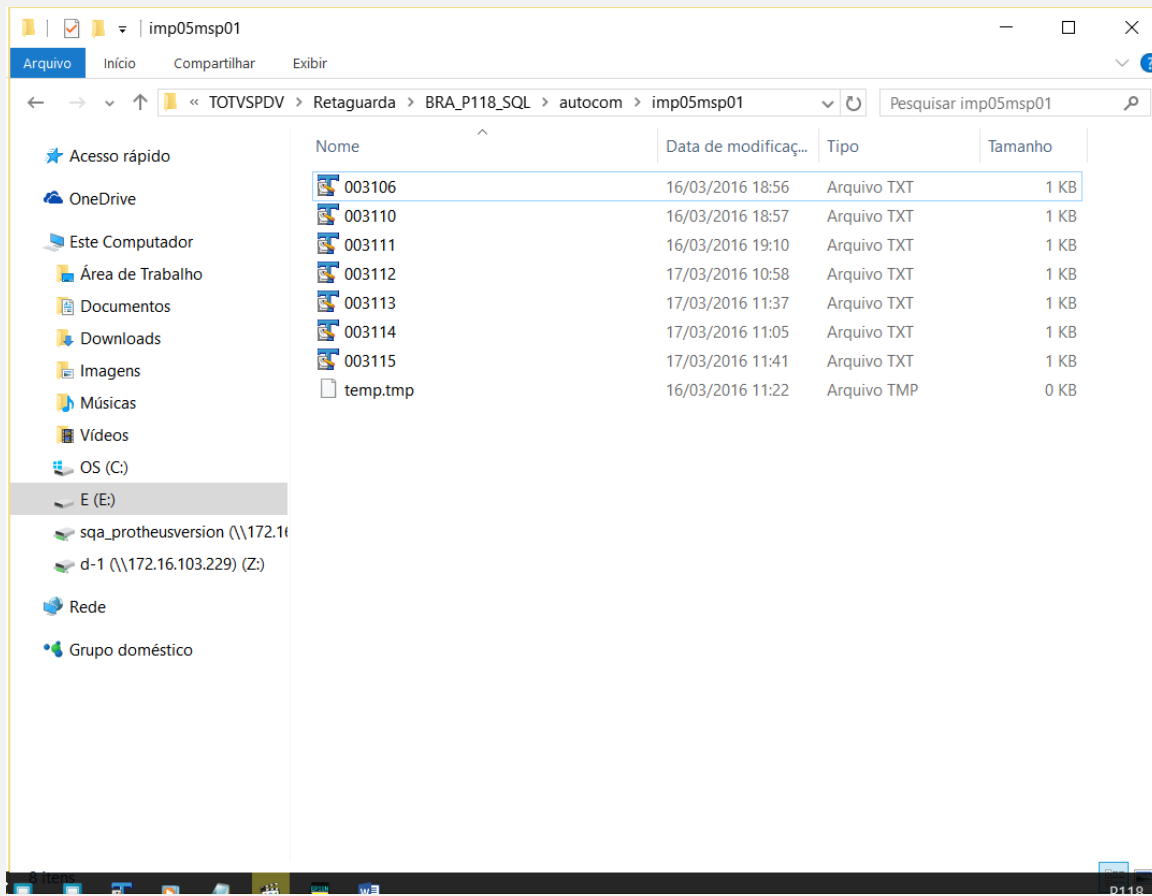 imp05msp01
Arquivo Início Compartilhar Exibir
« TOTVSPDV > Retaguarda > BRA_P118_SQL > autocom > imp05msp01 Pesquisar imp05msp01
Nome Data de modificaç... Tipo Tamanho
003106 16/03/2016 18:56 Arquivo TXT 1 KB
003110 16/03/2016 18:57 Arquivo TXT 1 KB
003111 16/03/2016 19:10 Arquivo TXT 1 KB
003112 17/03/2016 10:58 Arquivo TXT 1 KB
003113 17/03/2016 11:37 Arquivo TXT 1 KB
003114 17/03/2016 11:05 Arquivo TXT 1 KB
003115 17/03/2016 11:41 Arquivo TXT 1 KB
temp.tmp 16/03/2016 11:22 Arquivo TMP 0 KB
Acesso rápido
OneDrive
Este Computador
Área de Trabalho
Documentos
Downloads
Imagens
Músicas
Vídeos
OS (C:)
E (E:)
sqa_protheusversion (\\172.16
d-1 (\\172.16.103.229) (Z:)
Rede
Grupo doméstico
8 itens
P118